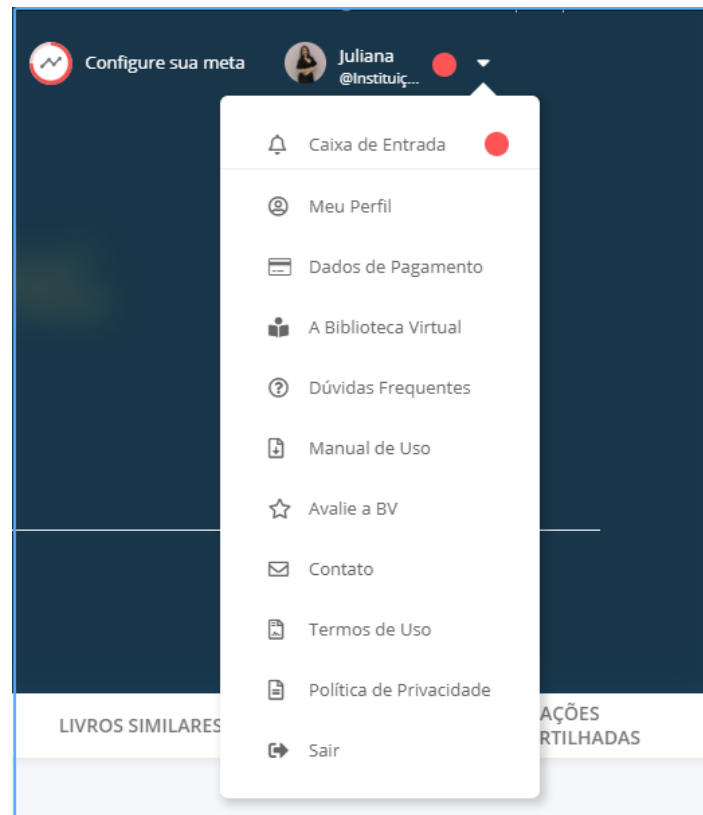 Configure sua meta
Juliana
@Instituiç...
Caixa de Entrada
Meu Perfil
Dados de Pagamento
A Biblioteca Virtual
Dúvidas Frequentes
Manual de Uso
Avalie a BV
Contato
Termos de Uso
Política de Privacidade
Sair
LIVROS SIMILARES
AÇÕES
RTILHADAS